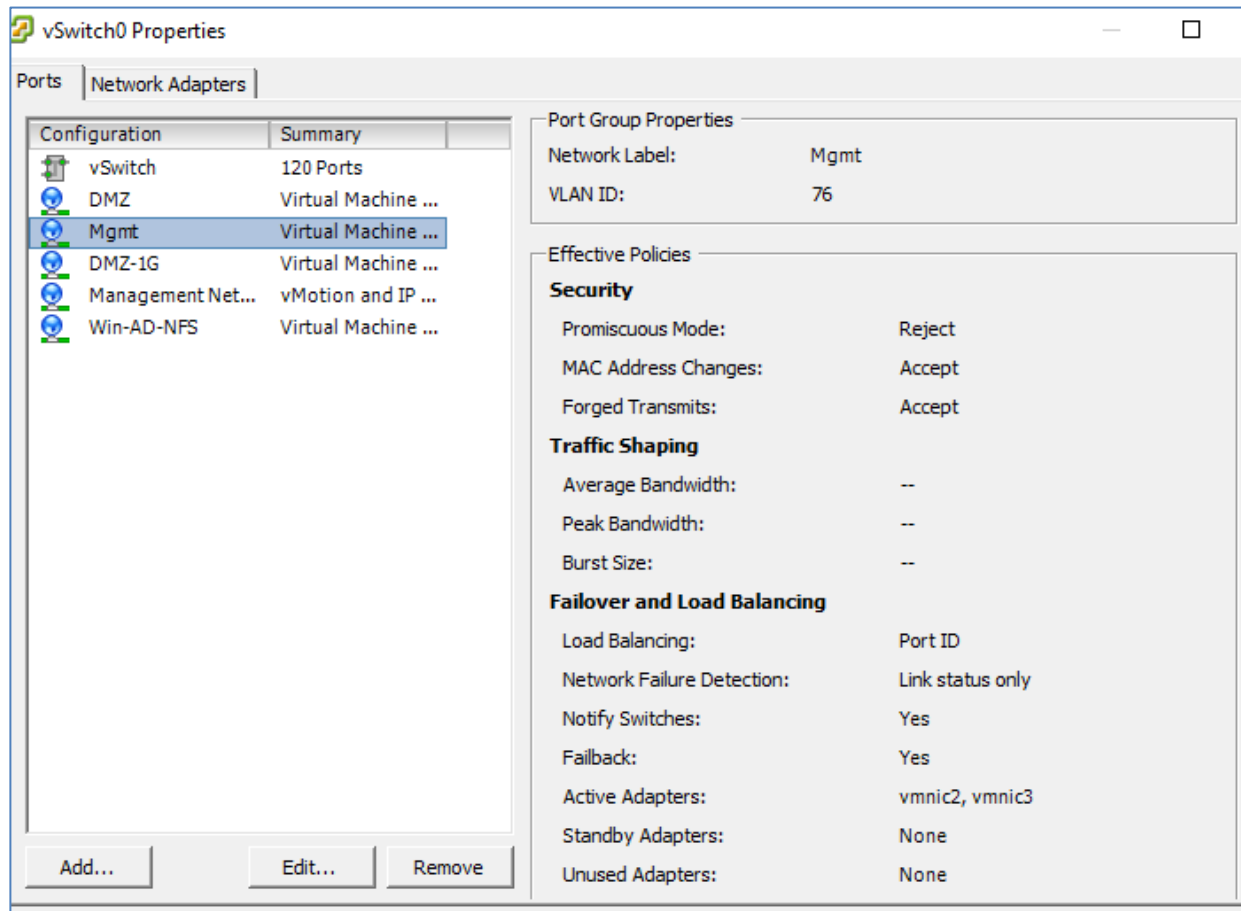 vSwitch0 Properties
Ports Network Adapters
Configuration Summary
vSwitch 120 Ports
DMZ Virtual Machine ...
Mgmt Virtual Machine ...
DMZ-1G Virtual Machine ...
Management Net... vMotion and IP ...
Win-AD-NFS Virtual Machine ...
Add... Edit... Remove
Port Group Properties
Network Label: Mgmt
VLAN ID: 76
Effective Policies
Security
Promiscuous Mode: Reject
MAC Address Changes: Accept
Forged Transmits: Accept
Traffic Shaping
Average Bandwidth: --
Peak Bandwidth: --
Burst Size: --
Failover and Load Balancing
Load Balancing: Port ID
Network Failure Detection: Link status only
Notify Switches: Yes
Failback: Yes
Active Adapters: vmnic2, vmnic3
Standby Adapters: None
Unused Adapters: None